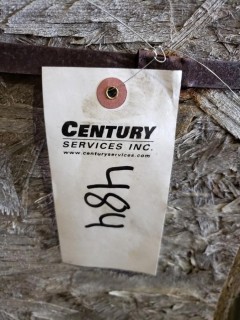 CENTURY
SERVICES INC.
www.centuryservices.com
484